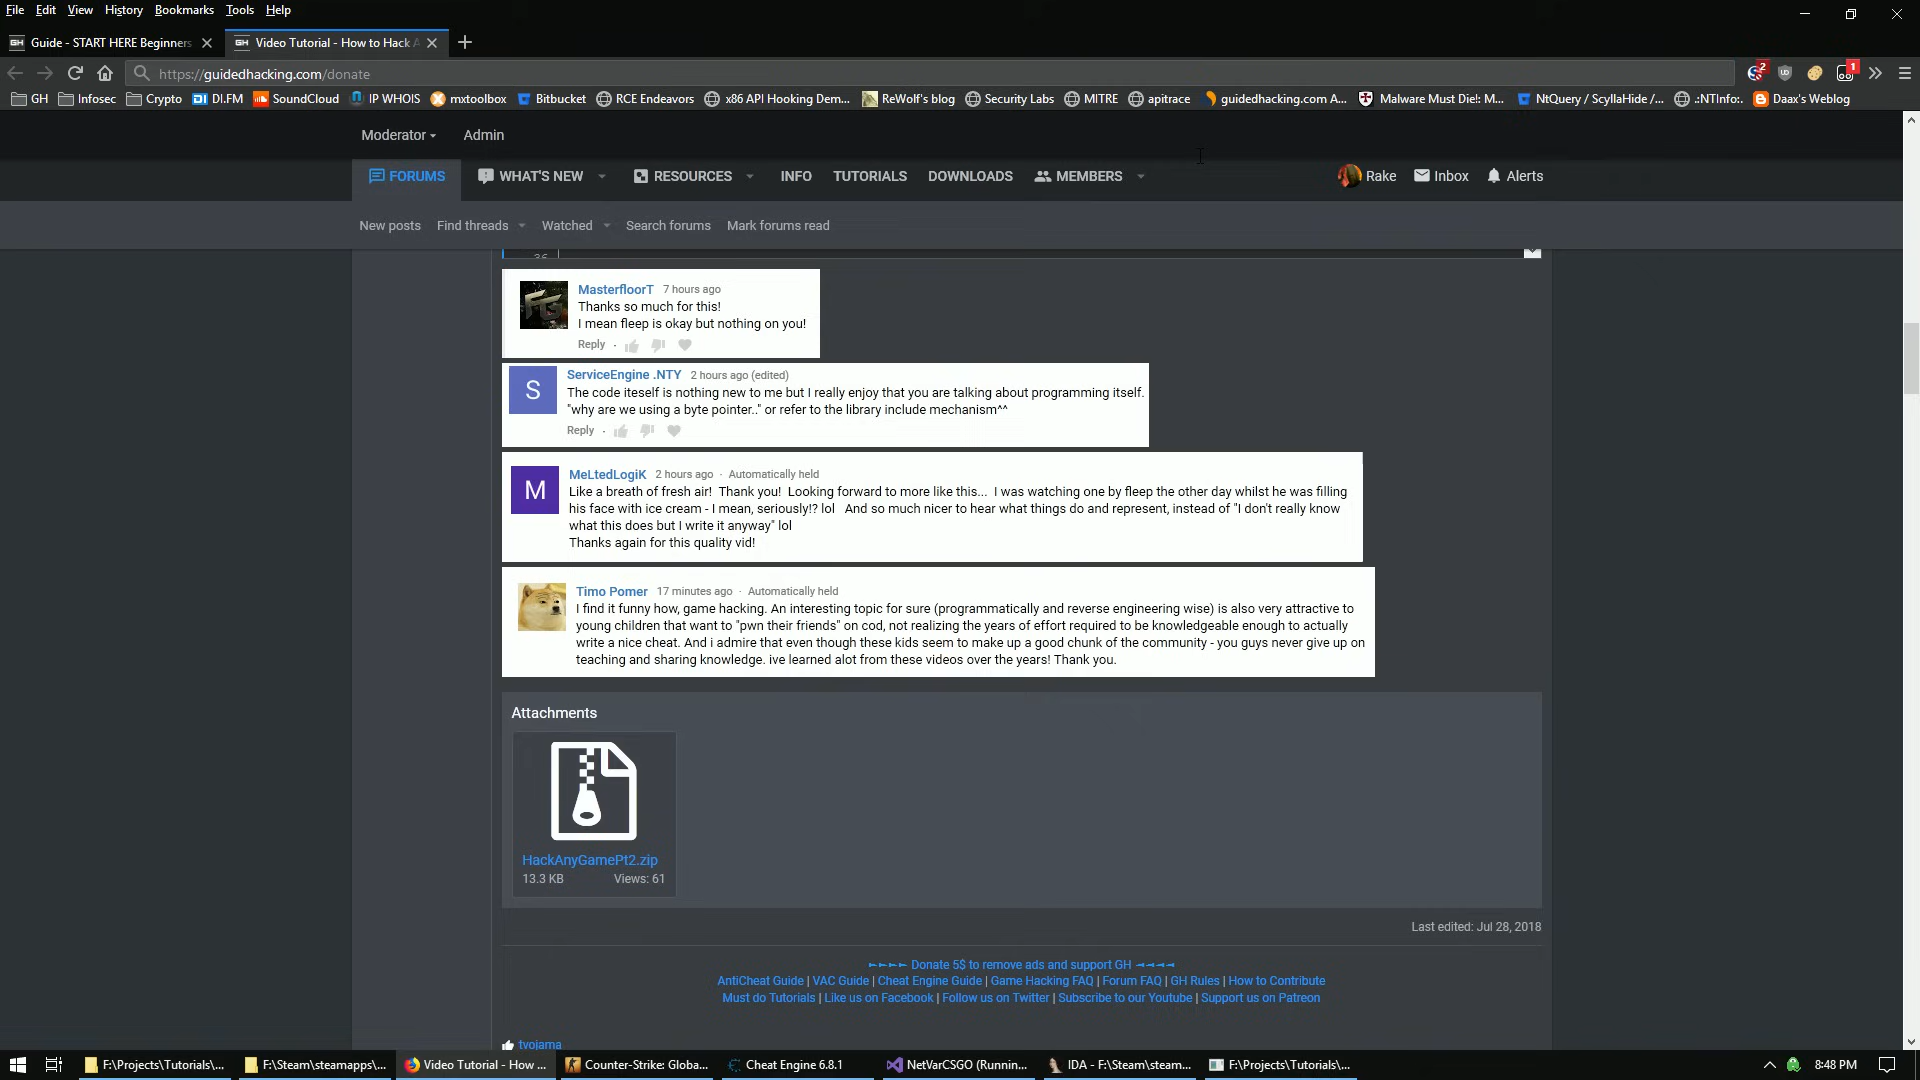 File Edit View History Bookmarks Tools Help
GH Guide - START HERE Beginners
GH Video Tutorial - How to Hack A
https://guidedhacking.com/donate
2
1
GH Infosec Crypto DI DI.FM SoundCloud IP WHOIS mxtoolbox Bitbucket RCE Endeavors x86 API Hooking Dem... ReWolf's blog Security Labs MITRE apitrace guidedhacking.com A... Malware Must Die!: M... NtQuery / ScyllaHide /... .:NTInfo:. Daax's Weblog
Moderator Admin
FORUMS WHAT'S NEW RESOURCES INFO TUTORIALS DOWNLOADS MEMBERS Rake Inbox Alerts
New posts Find threads Watched Search forums Mark forums read
36
MasterfloorT 7 hours ago
Thanks so much for this!
I mean fleep is okay but nothing on you!
Reply ·
S
ServiceEngine .NTY 2 hours ago (edited)
The code iteself is nothing new to me but I really enjoy that you are talking about programming itself.
"why are we using a byte pointer.." or refer to the library include mechanism^^
Reply ·
M
MeLtedLogiK 2 hours ago · Automatically held
Like a breath of fresh air! Thank you! Looking forward to more like this... I was watching one by fleep the other day whilst he was filling
his face with ice cream - I mean, seriously!? lol And so much nicer to hear what things do and represent, instead of "I don't really know
what this does but I write it anyway" lol
Thanks again for this quality vid!
Timo Pomer 17 minutes ago · Automatically held
I find it funny how, game hacking. An interesting topic for sure (programmatically and reverse engineering wise) is also very attractive to
young children that want to "pwn their friends" on cod, not realizing the years of effort required to be knowledgeable enough to actually
write a nice cheat. And i admire that even though these kids seem to make up a good chunk of the community - you guys never give up on
teaching and sharing knowledge. ive learned alot from these videos over the years! Thank you.
Attachments
HackAnyGamePt2.zip
13.3 KB Views: 61
Last edited: Jul 28, 2018
Donate 5$ to remove ads and support GH
AntiCheat Guide | VAC Guide | Cheat Engine Guide | Game Hacking FAQ | Forum FAQ | GH Rules | How to Contribute
Must do Tutorials | Like us on Facebook | Follow us on Twitter | Subscribe to our Youtube | Support us on Patreon
tvojama
F:\Projects\Tutorials\... F:\Steam\steamapps\... Video Tutorial - How ... Counter-Strike: Globa... Cheat Engine 6.8.1 NetVarCSGO (Runnin... IDA - F:\Steam\steam... F:\Projects\Tutorials\... 8:48 PM